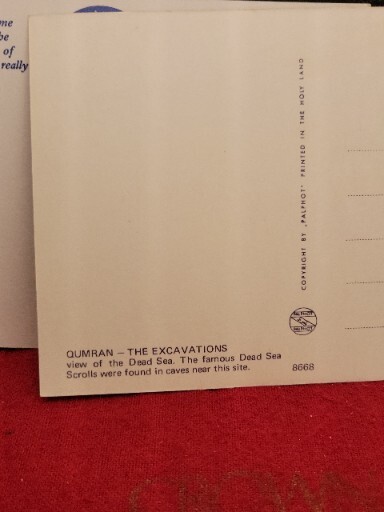 me
be
of
really
COPYRIGHT BY "PALPHOT" PRINTED IN THE HOLY LAND
QUMRAN – THE EXCAVATIONS
view of the Dead Sea. The famous Dead Sea
Scrolls were found in caves near this site.
8668